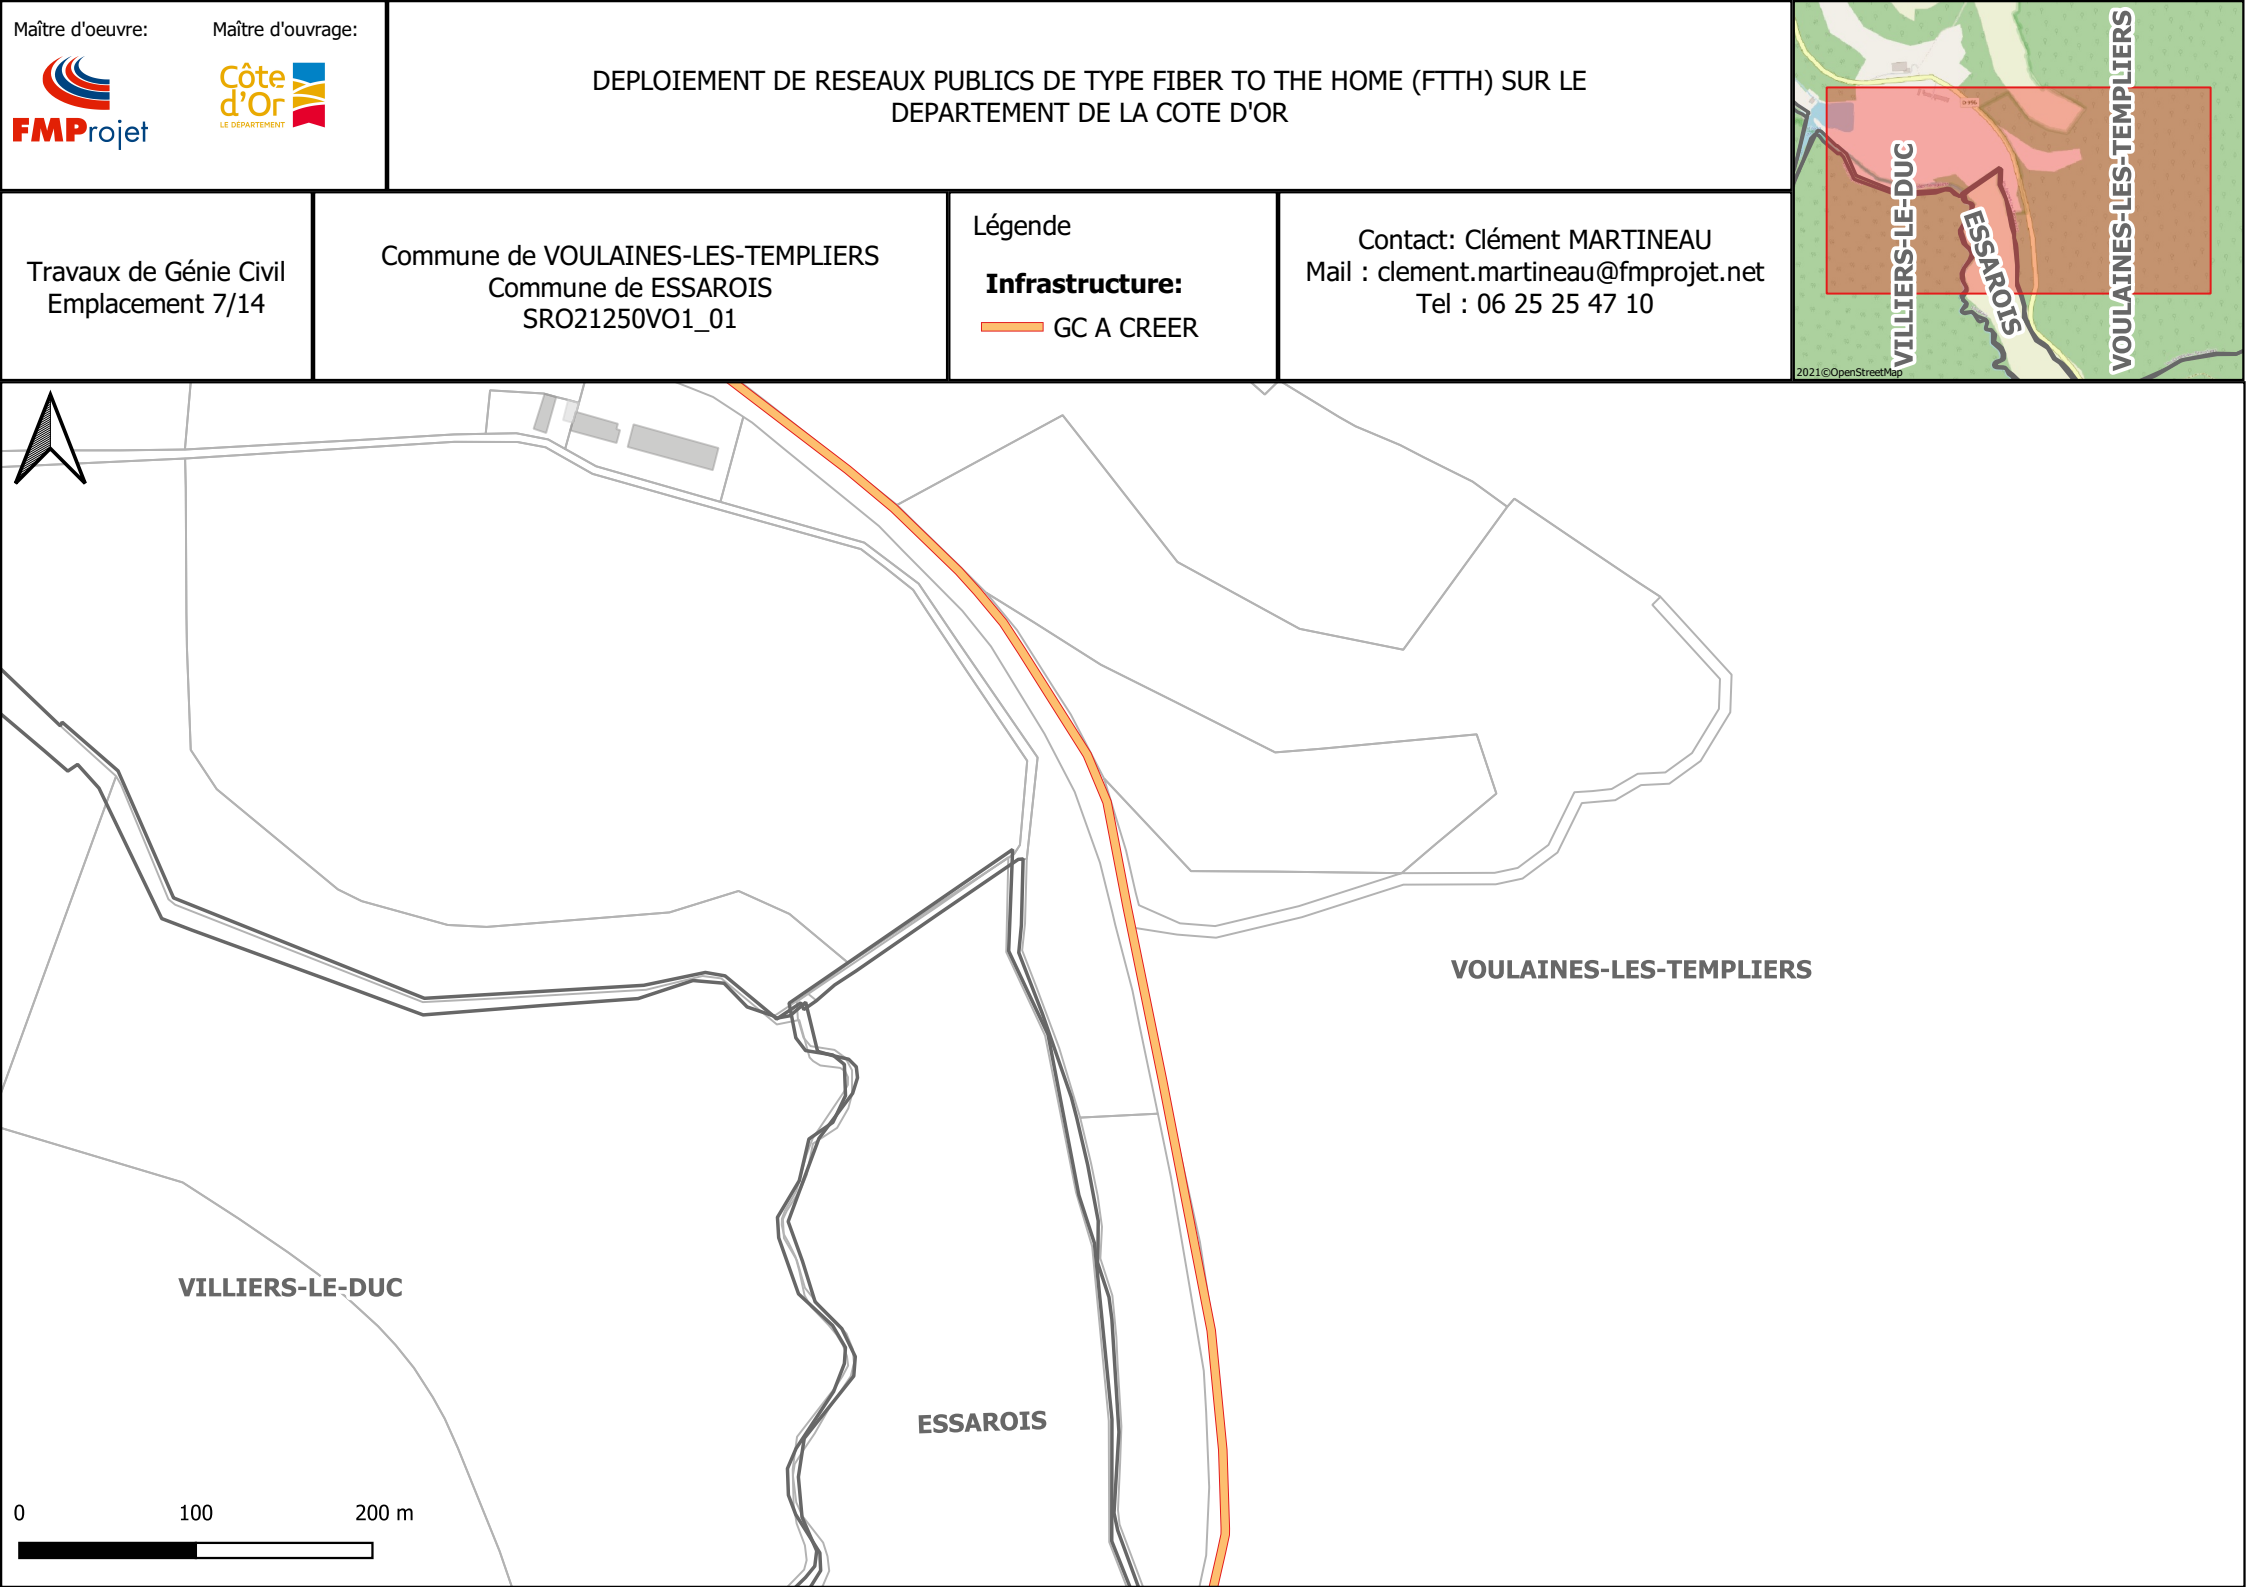 Maître d'oeuvre:
Maître d'ouvrage:
FMProjet
Côte
d'Or
LE DÉPARTEMENT
DEPLOIEMENT DE RESEAUX PUBLICS DE TYPE FIBER TO THE HOME (FTTH) SUR LE
DEPARTEMENT DE LA COTE D'OR
Travaux de Génie Civil
Emplacement 7/14
Commune de VOULAINES-LES-TEMPLIERS
Commune de ESSAROIS
SRO21250VO1_01
Légende
Infrastructure:
GC A CREER
Contact: Clément MARTINEAU
Mail : clement.martineau@fmprojet.net
Tel : 06 25 25 47 10
VILLIERS-LE-DUC
ESSAROIS
VOULAINES-LES-TEMPLIERS
2021©OpenStreetMap
VOULAINES-LES-TEMPLIERS
VILLIERS-LE-DUC
ESSAROIS
0 100 200 m